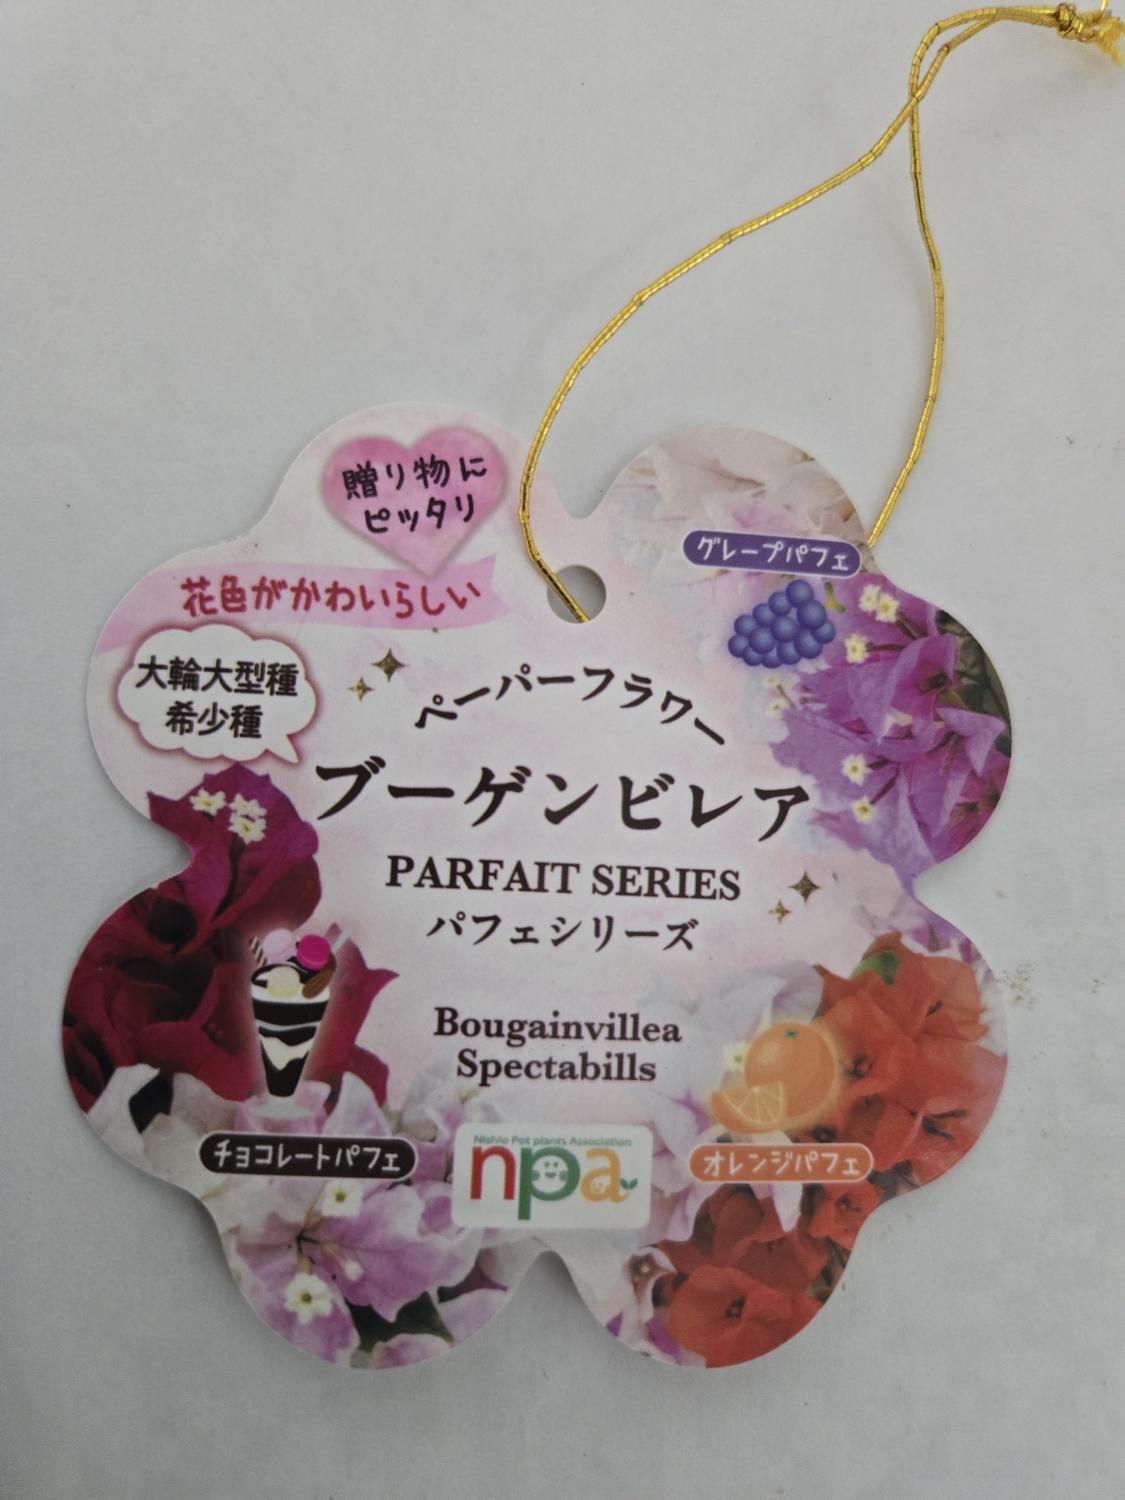 贈り物に
ピッタリ
花色がかわいらしい
大輪大型種
希少種
グレープパフェ
ペーパーフラワー
ブーゲンビレア
PARFAIT SERIES
パフェシリーズ
Bougainvillea
Spectabills
チョコレートパフェ
Nishio Pot plants Association
npa
オレンジパフェ